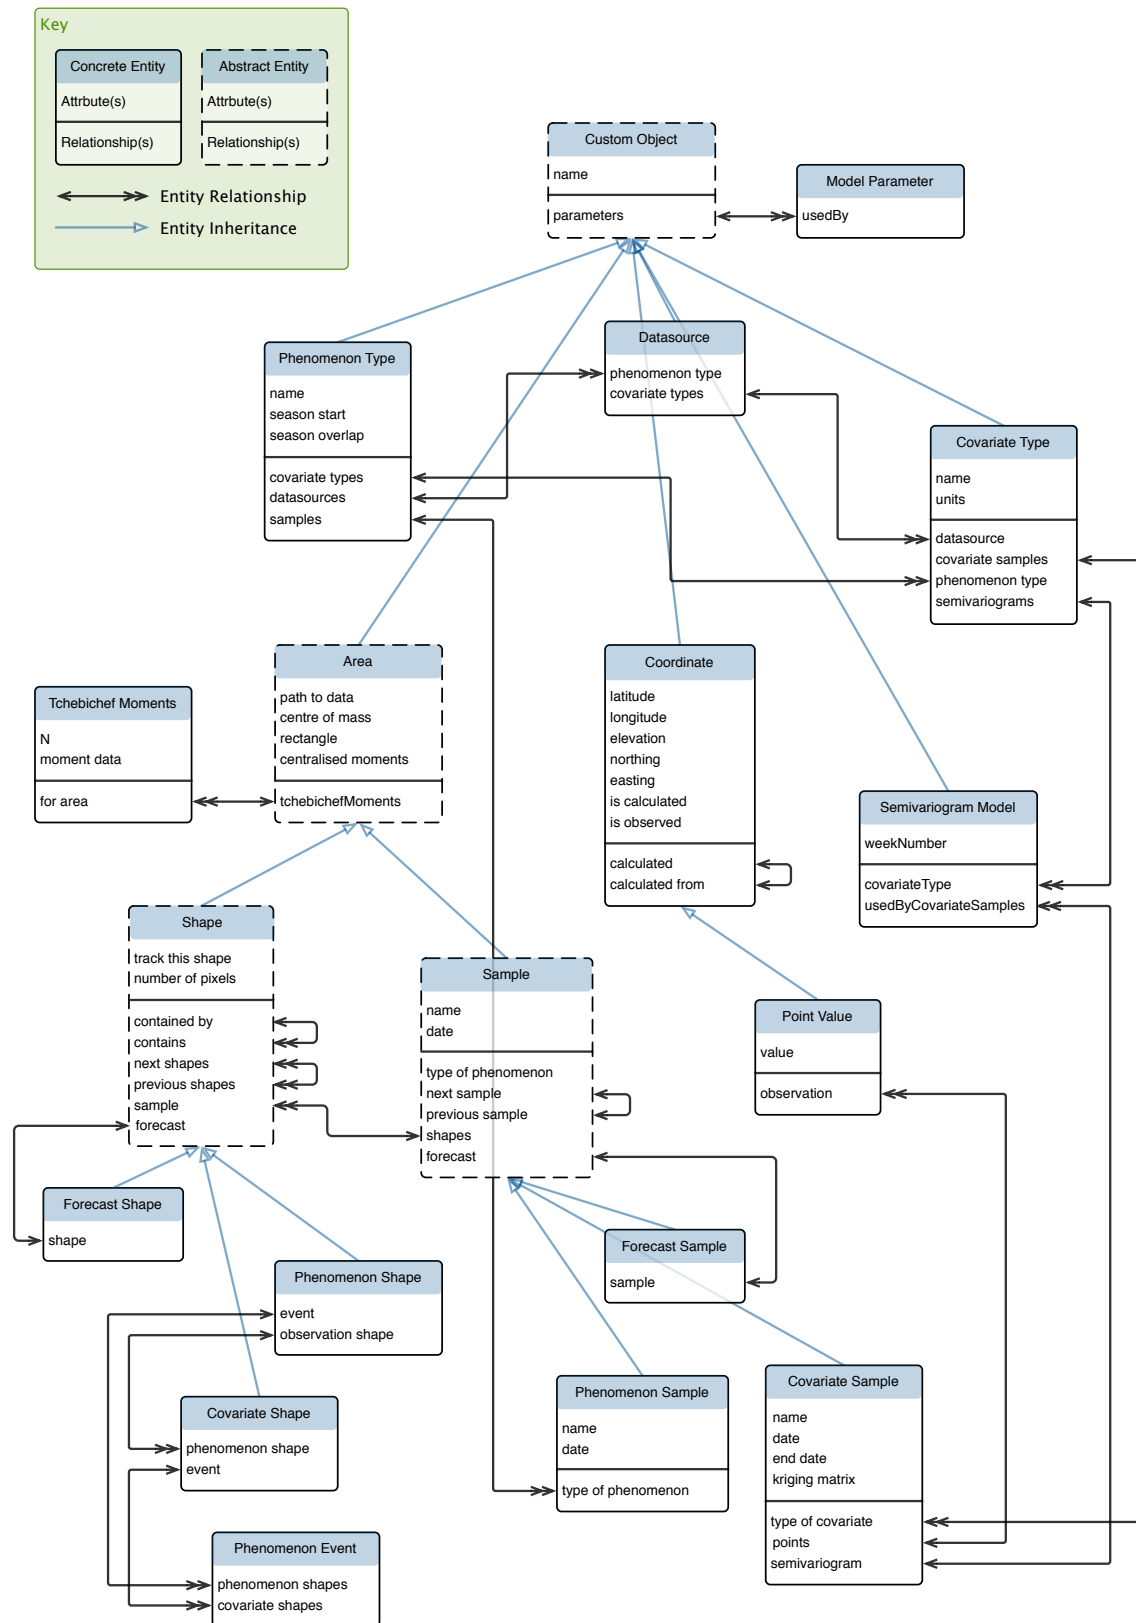 Key
Concrete Entity
Attrbute(s)
Relationship(s)
Abstract Entity
Attrbute(s)
Relationship(s)
Entity Relationship
Entity Inheritance
Custom Object
name
parameters
Model Parameter
usedBy
Phenomenon Type
name
season start
season overlap
covariate types
datasources
samples
Datasource
phenomenon type
covariate types
Covariate Type
name
units
datasource
covariate samples
phenomenon type
semivariograms
Tchebichef Moments
N
moment data
for area
Area
path to data
centre of mass
rectangle
centralised moments
tchebichefMoments
Coordinate
latitude
longitude
elevation
northing
easting
is calculated
is observed
calculated
calculated from
Semivariogram Model
weekNumber
covariateType
usedByCovariateSamples
Shape
track this shape
number of pixels
contained by
contains
next shapes
previous shapes
sample
forecast
Sample
name
date
type of phenomenon
next sample
previous sample
shapes
forecast
Point Value
value
observation
Forecast Shape
shape
Forecast Sample
sample
Phenomenon Shape
event
observation shape
Covariate Shape
phenomenon shape
event
Phenomenon Sample
name
date
type of phenomenon
Covariate Sample
name
date
end date
kriging matrix
type of covariate
points
semivariogram
Phenomenon Event
phenomenon shapes
covariate shapes